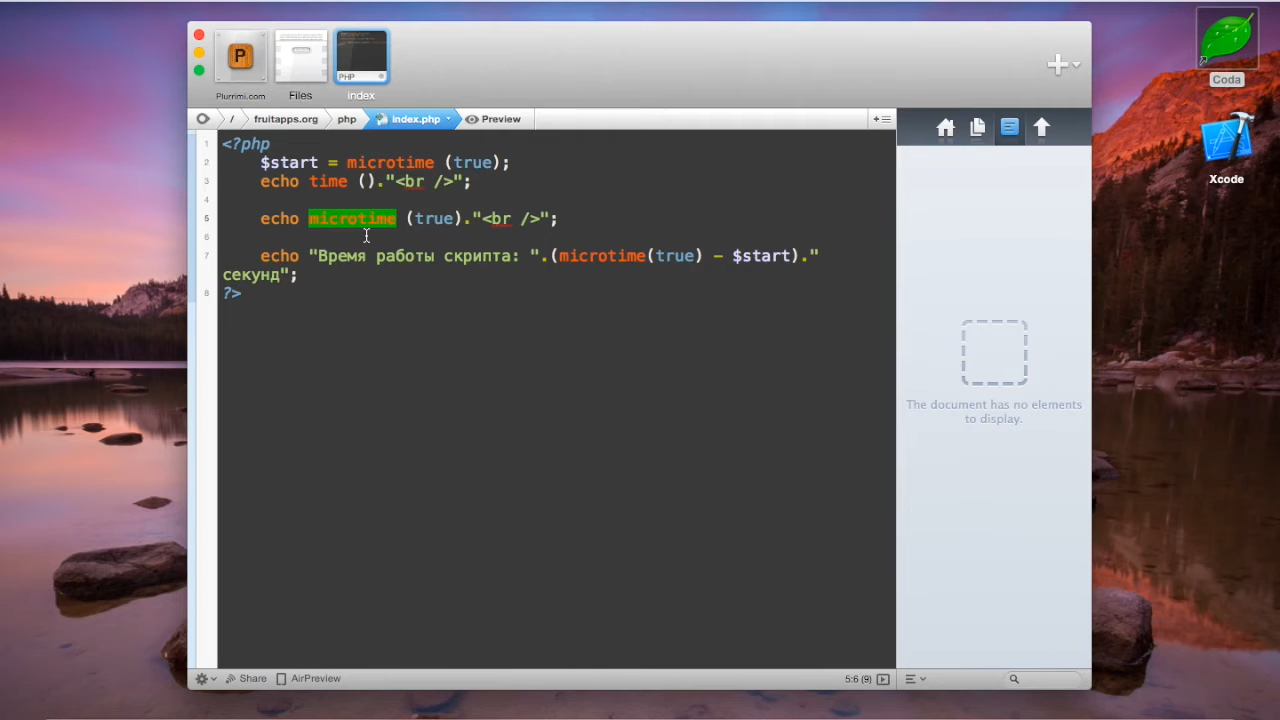 Plurrimi.com
Files
PHP
index
/ fruitapps.org php index.php Preview
Coda
Xcode
1 <?php
2 $start = microtime (true);
3 echo time ()."<br />";
4
5 echo microtime (true)."<br />";
6
7 echo "Время работы скрипта: ".(microtime(true) - $start)."
секунд";
8 ?>
The document has no elements
to display.
Share AirPreview 5:6 (9)